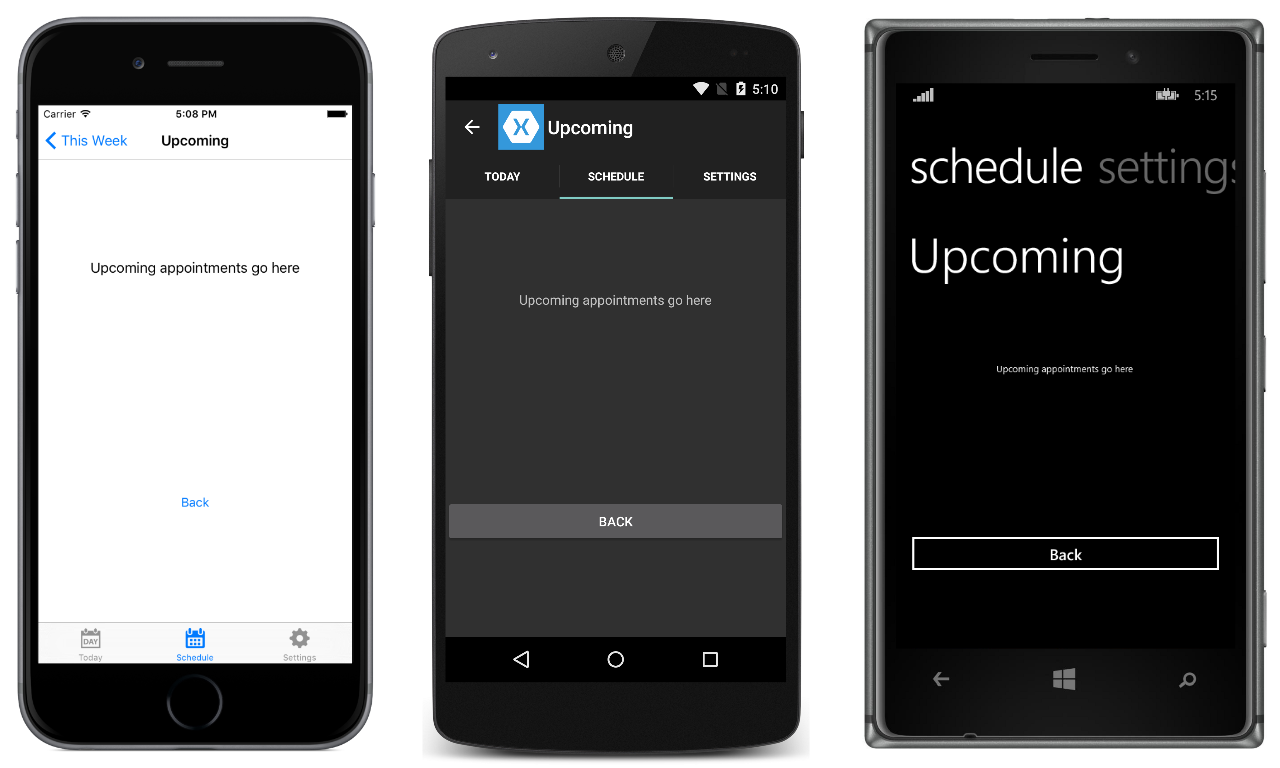 Carrier
5:08 PM
This Week
Upcoming
Upcoming appointments go here
Back
DAY
Today
Schedule
Settings
5:10
X
Upcoming
TODAY
SCHEDULE
SETTINGS
Upcoming appointments go here
BACK
5:15
schedule settings
Upcoming
Upcoming appointments go here
Back